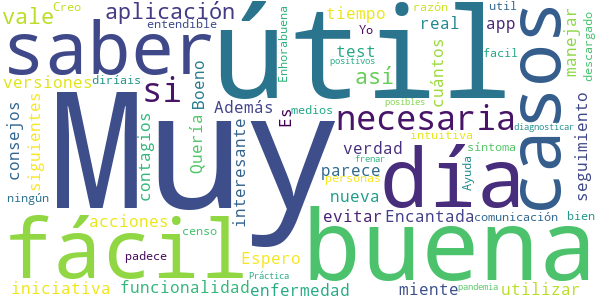 Creo
aplicación
tiempo
razón
útil
vale
entendible
Yo
real
app
util
saber
Enhorabuena
test
positivos
facil
manejar
descargado
versiones
diríais
si
Boeno
así
cuántos
posibles
casos
Muy
Además
medios
Es
necesaria
diagnosticar
consejos
siguientes
contagios
Quería
interesante
intuitiva
verdad
síntoma
frenar
día
seguimiento
parece
Ayuda
ningún
personas
nueva
acciones
censo
evitar
Encantada
comunicación
bien
fácil
padece
Espero
buena
Práctica
iniciativa
funcionalidad
enfermedad
miente
pandemia
utilizar